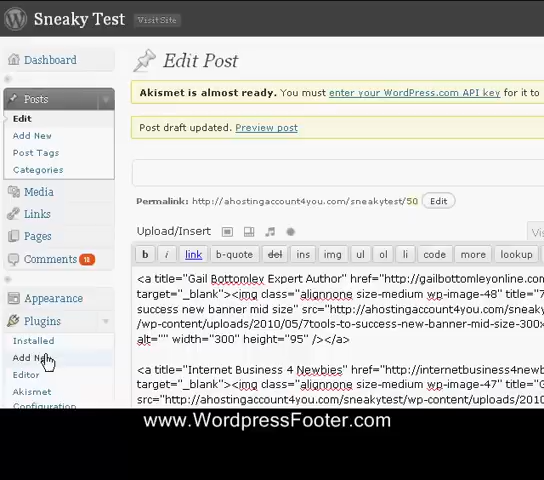 Sneaky Test
Visit Site
Dashboard
Posts
Edit
Add New
Post Tags
Categories
Media
Links
Pages
Comments
Appearance
Plugins
Installed
Add New
Editor
Akismet
Configuration
Edit Post
Akismet is almost ready. You must enter your WordPress.com API key for it to
Post draft updated. Preview post
Permalink: http://ahostingaccount4you.com/sneakytest/50 Edit
Upload/Insert
Vis
b i link b-quote del ins img ul ol li code more lookup
<a title="Gail Bottomley Expert Author" href="http://gailbottomleyonline.com
target="_blank"><img class="alignnone size-medium wp-image-48" title="7
success new banner mid size" src="http://ahostingaccount4you.com/sneakyt
/wp-content/uploads/2010/05/7tools-to-success-new-banner-mid-size-300x
alt="" width="300" height="95" /></a>
<a title="Internet Business 4 Newbies" href="http://internetbusiness4newb
target="_blank"><img class="alignnone size-medium wp-image-47" title="G
src="http://ahostingaccount4you.com/sneakytest/wp-content/uploads/2010
www.WordpressFooter.com